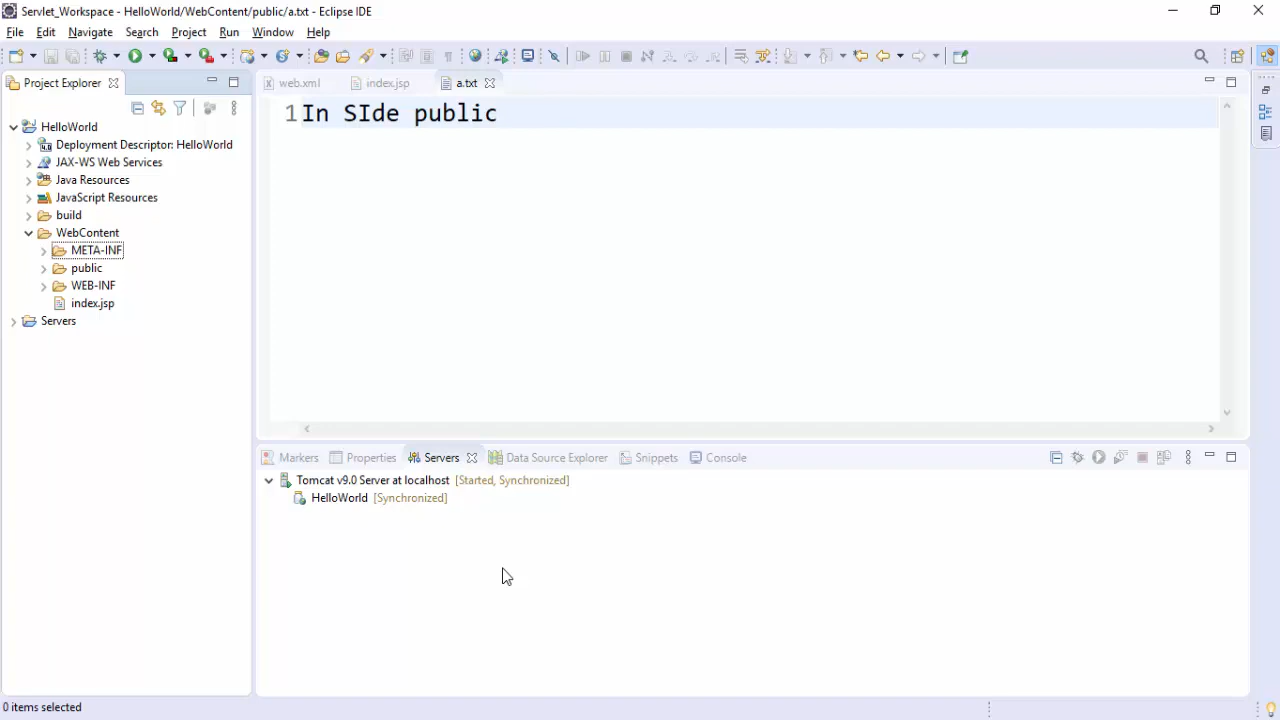 Servlet_Workspace - HelloWorld/WebContent/public/a.txt - Eclipse IDE
File Edit Navigate Search Project Run Window Help
Project Explorer
web.xml index.jsp a.txt
1 In SIde public
HelloWorld
4.0 Deployment Descriptor: HelloWorld
JAX-WS Web Services
Java Resources
JavaScript Resources
build
WebContent
META-INF
public
WEB-INF
index.jsp
Servers
Markers Properties Servers Data Source Explorer Snippets Console
Tomcat v9.0 Server at localhost [Started, Synchronized]
HelloWorld [Synchronized]
0 items selected